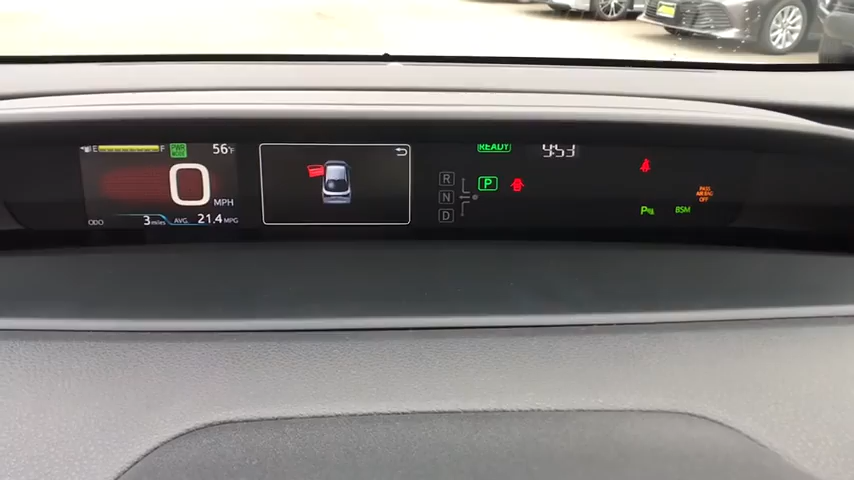 E F PWR MODE 56°F
0 MPH
ODO 3 miles AVG. 21.4 MPG
READY 9:53
R
N
D
P
PASS AIR BAG OFF
P BSM